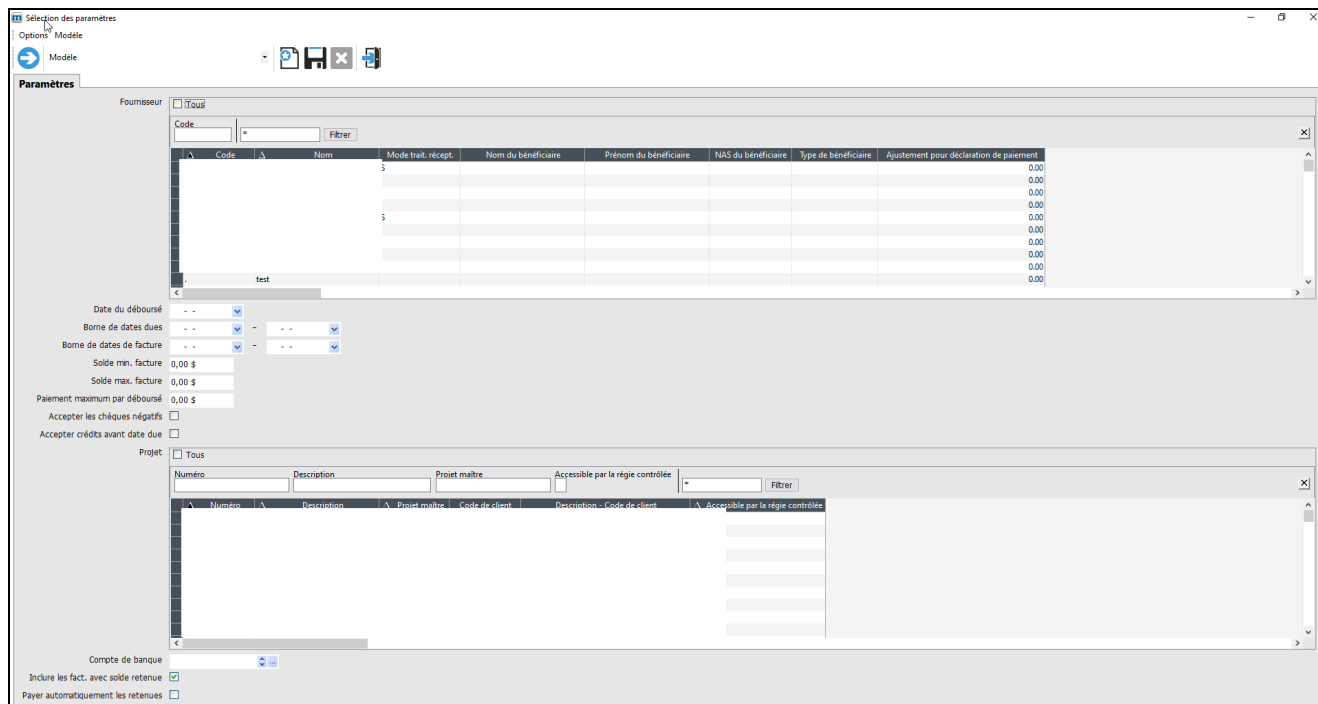 m Sélection des paramètres
Options Modèle
Modèle
Paramètres
Fournisseur Tous
Code
* Filtrer
Code Nom Mode trait. récept. Nom du bénéficiaire Prénom du bénéficiaire NAS du bénéficiaire Type de bénéficiaire Ajustement pour déclaration de paiement
S 0.00
0.00
0.00
0.00
S 0.00
0.00
0.00
0.00
0.00
. test 0.00
Date du déboursé - -
Borne de dates dues - - - - -
Borne de dates de facture - - - - -
Solde min. facture 0,00 $
Solde max. facture 0,00 $
Paiement maximum par déboursé 0,00 $
Accepter les chèques négatifs
Accepter crédits avant date due
Projet Tous
Numéro Description Projet maître Accessible par la régie contrôlée
* Filtrer
Numéro Description Projet maître Code de client Description - Code de client Accessible par la régie contrôlée
Compte de banque ...
Inclure les fact. avec solde retenue
Payer automatiquement les retenues